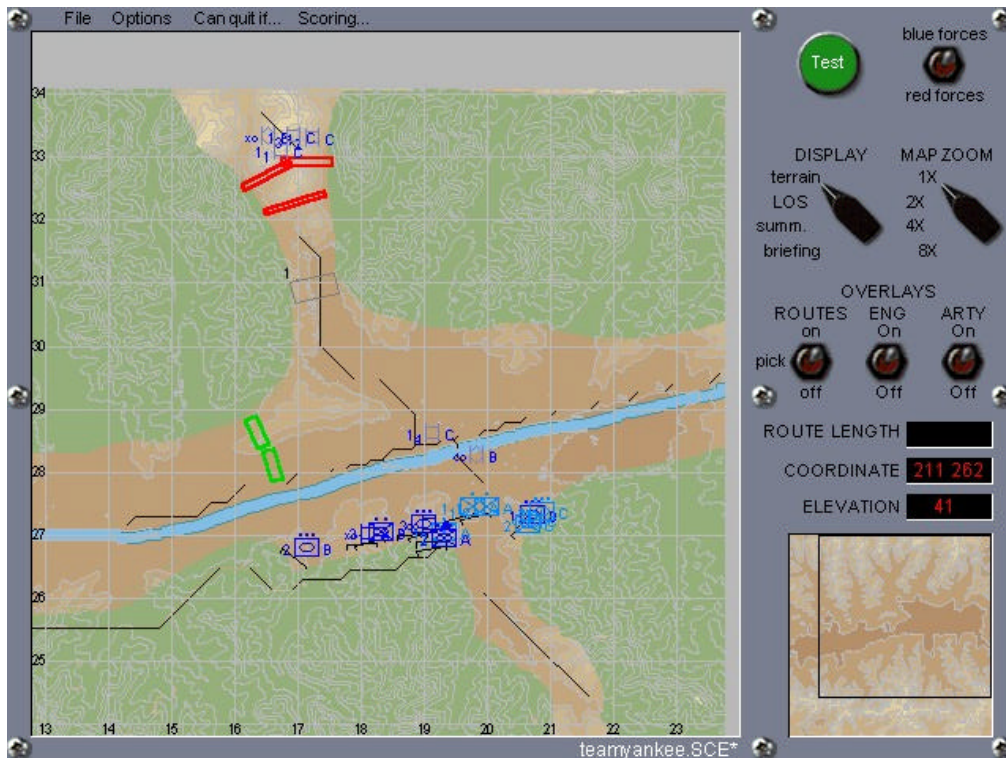 File Options Can quit if... Scoring...
blue forces
Test
red forces
DISPLAY MAP ZOOM
terrain 1X
LOS 2X
summ. 4X
briefing 8X
OVERLAYS
ROUTES ENG ARTY
on On On
pick
off Off Off
ROUTE LENGTH
COORDINATE 211 262
ELEVATION 41
34
33
32
31
1
30
29
28
27
26
25
13 14 15 16 17 18 19 20 21 22 23
C
C
C
B
2 B
A
teamyankee.SCE*